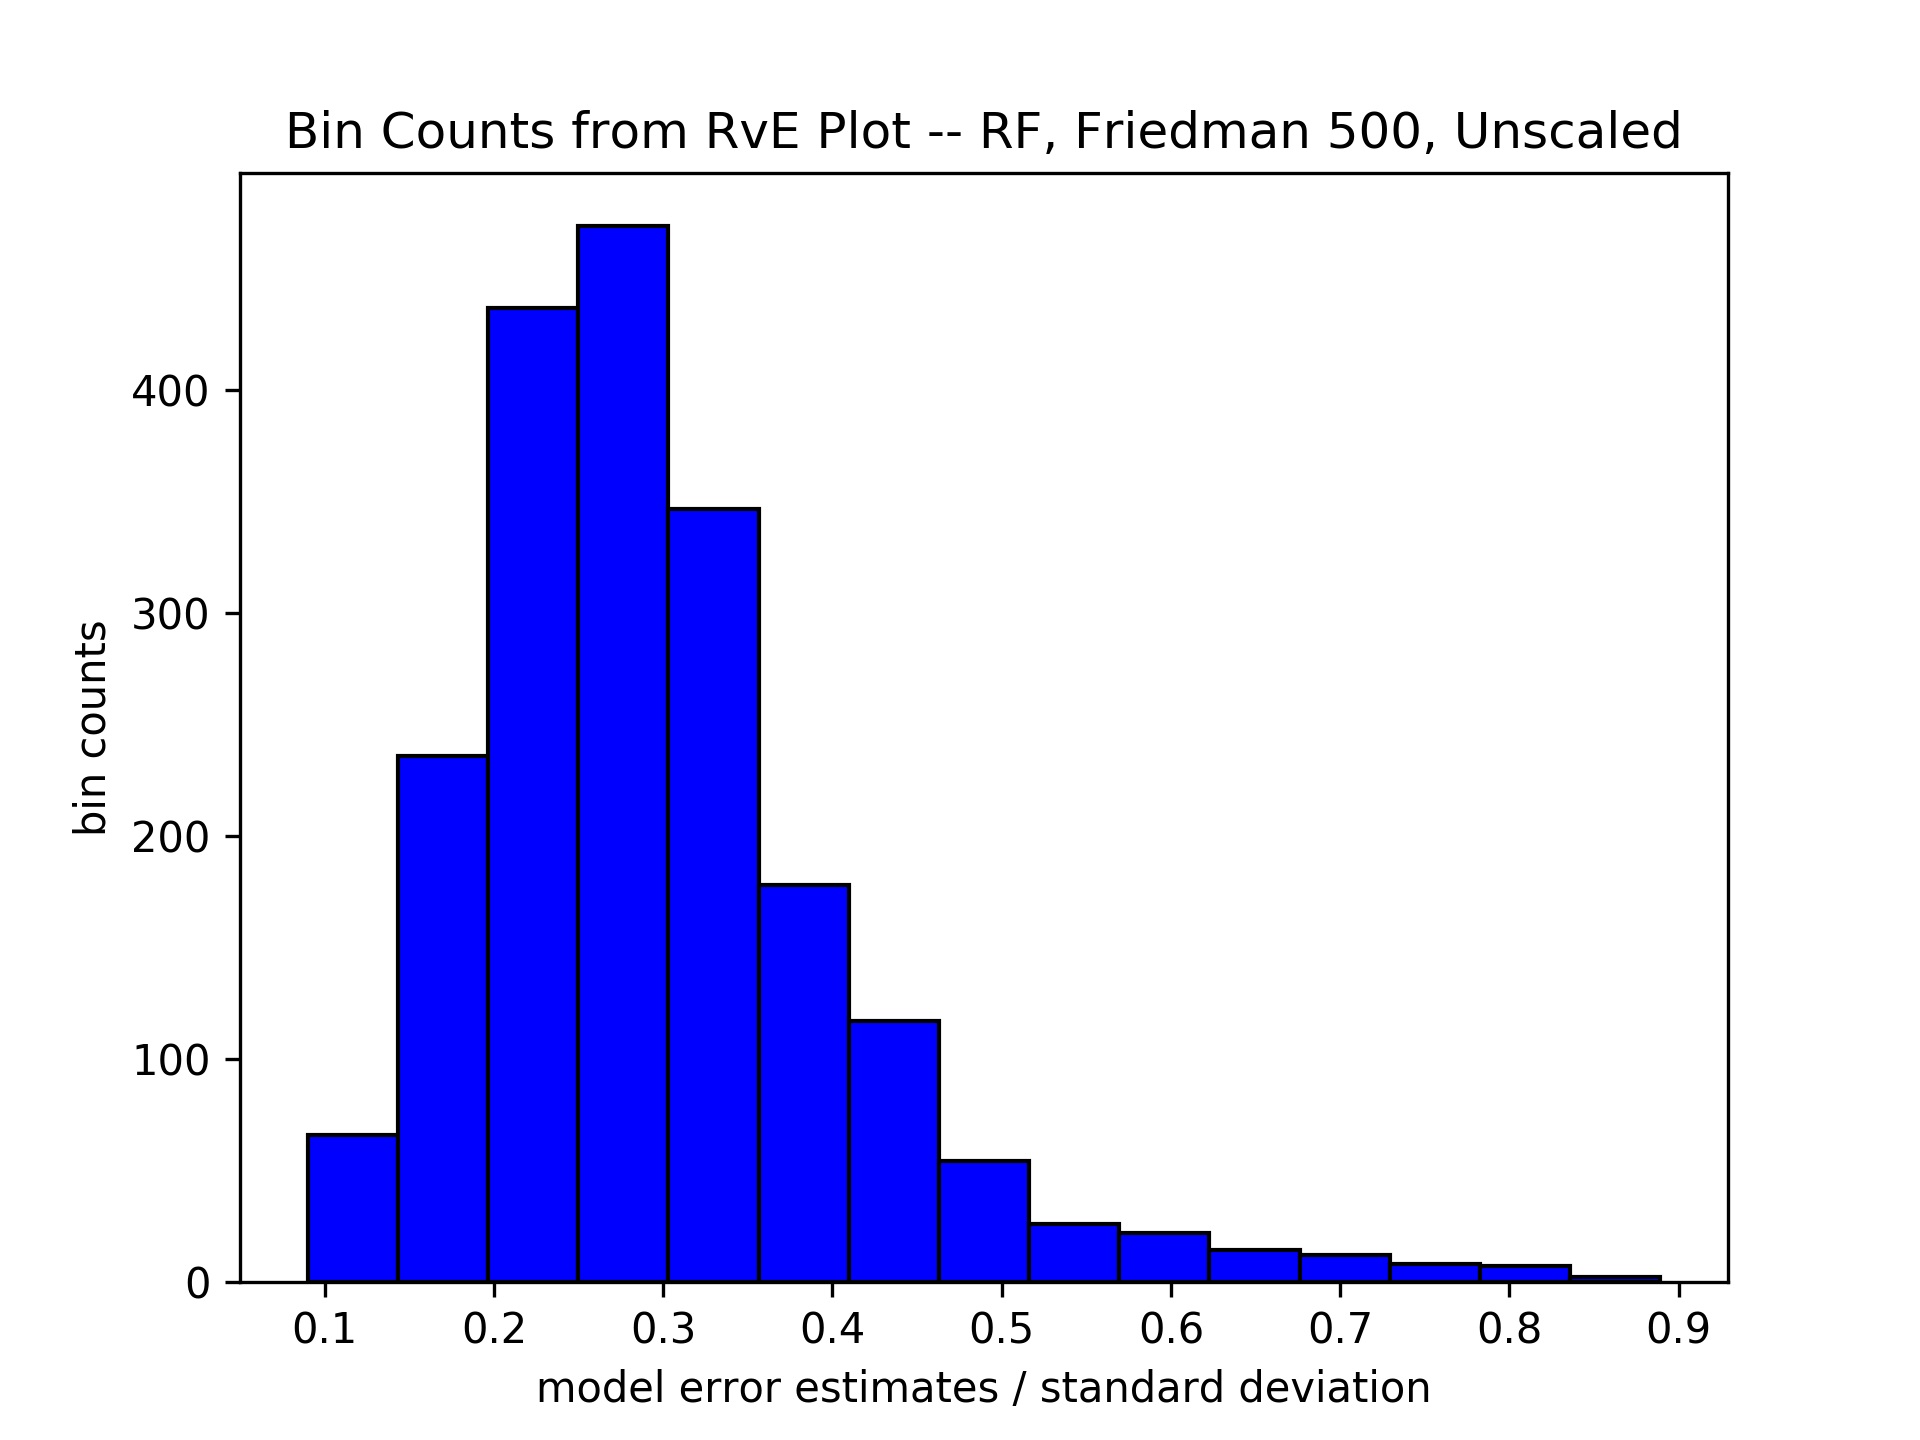 Bin Counts from RvE Plot -- RF, Friedman 500, Unscaled
bin counts
400
300
200
100
0
0.1 0.2 0.3 0.4 0.5 0.6 0.7 0.8 0.9
model error estimates / standard deviation